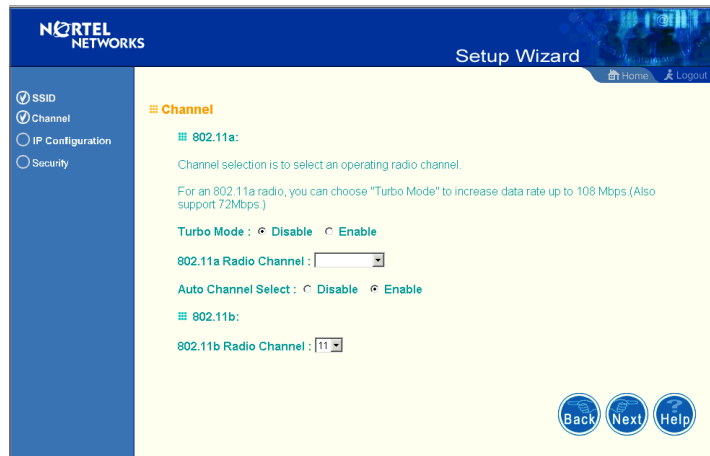 NORTEL
NETWORKS
Setup Wizard
Home Logout
SSID
Channel
IP Configuration
Security
Channel
802.11a:
Channel selection is to select an operating radio channel.
For an 802.11a radio, you can choose "Turbo Mode" to increase data rate up to 108 Mbps.(Also
support 72Mbps.)
Turbo Mode : Disable Enable
802.11a Radio Channel :
Auto Channel Select : Disable Enable
802.11b:
802.11b Radio Channel : 11
Back Next Help